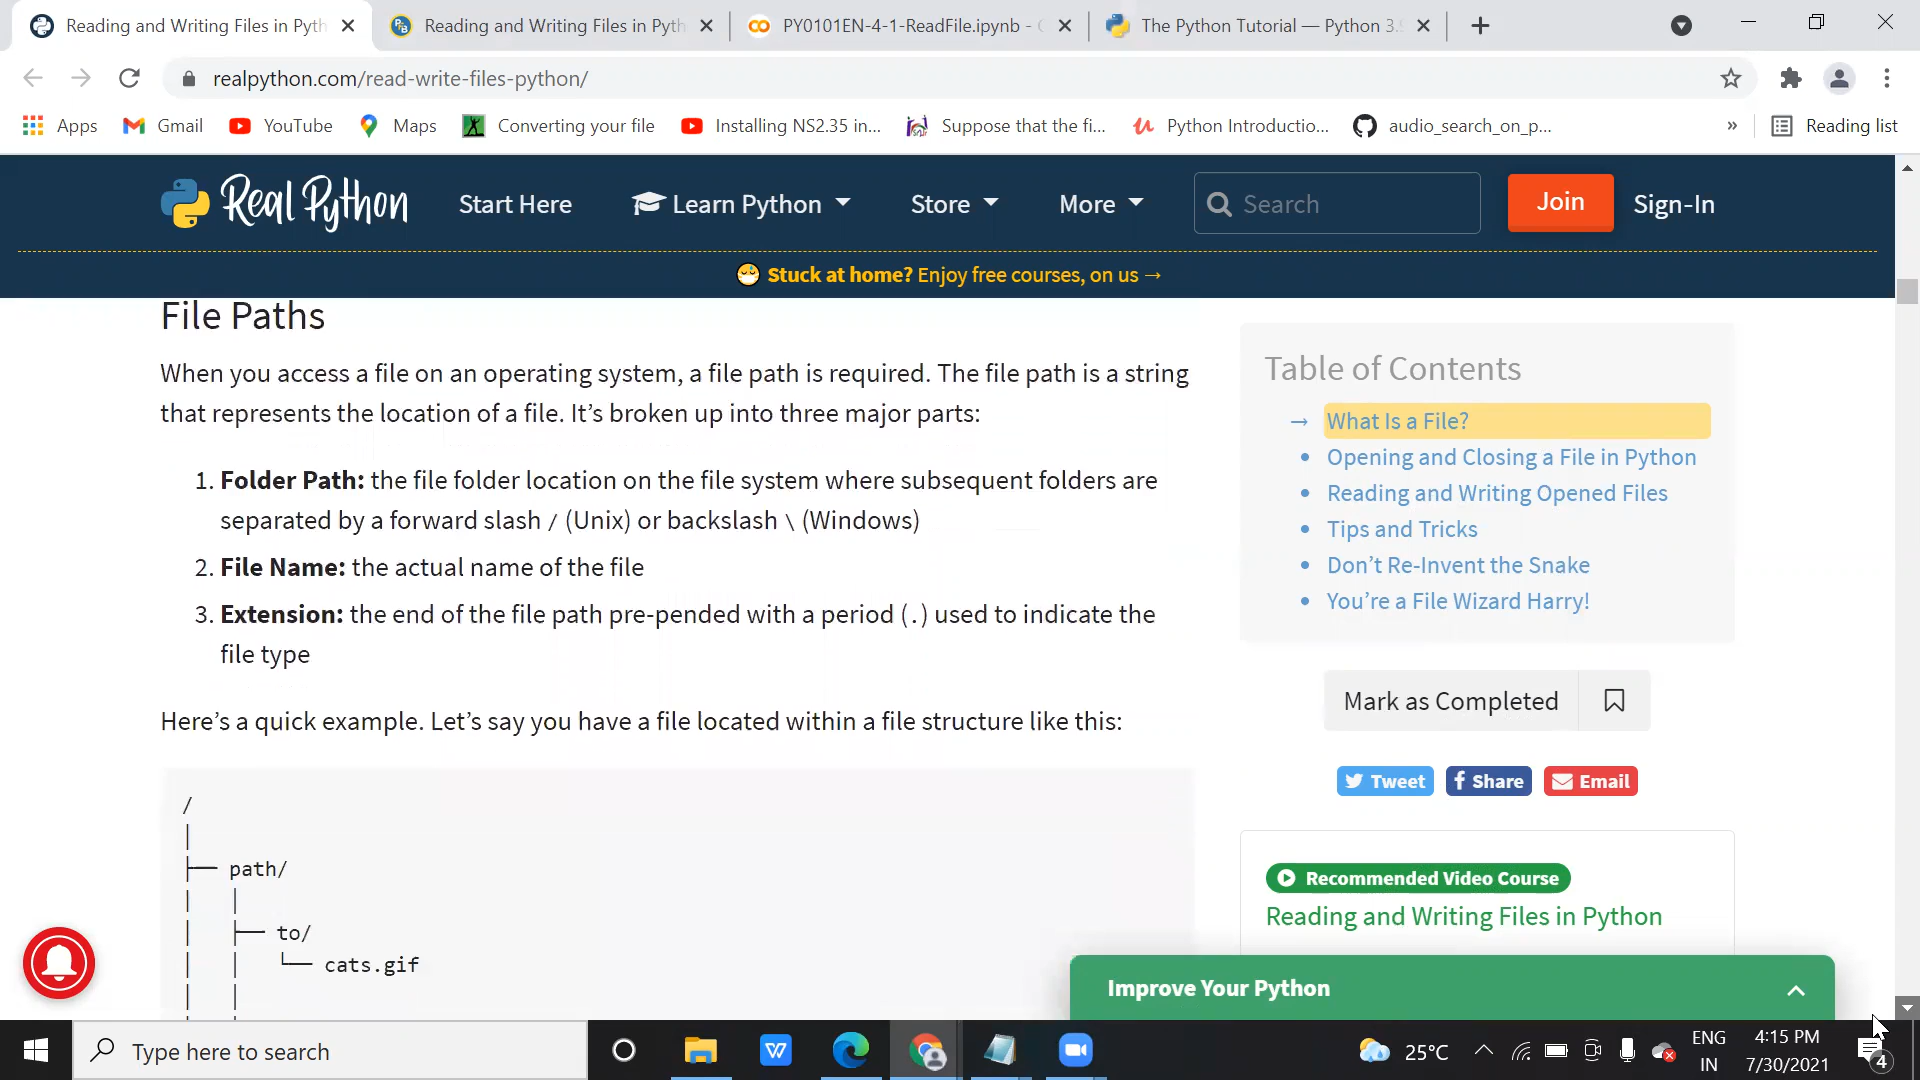 Reading and Writing Files in Pyth
Reading and Writing Files in Pyth
PY0101EN-4-1-ReadFile.ipynb -
The Python Tutorial — Python 3.
realpython.com/read-write-files-python/
Apps
Gmail
YouTube
Maps
Converting your file
Installing NS2.35 in...
Suppose that the fi...
Python Introductio...
audio_search_on_p...
»
Reading list
Real Python
Start Here
Learn Python
Store
More
Search
Join
Sign-In
Stuck at home? Enjoy free courses, on us →
File Paths
When you access a file on an operating system, a file path is required. The file path is a string
that represents the location of a file. It’s broken up into three major parts:
1. Folder Path: the file folder location on the file system where subsequent folders are
separated by a forward slash / (Unix) or backslash \ (Windows)
2. File Name: the actual name of the file
3. Extension: the end of the file path pre-pended with a period (.) used to indicate the
file type
Here’s a quick example. Let’s say you have a file located within a file structure like this:
/
│
├── path/
│   │
│   ├── to/
│   │   └── cats.gif
│   │
Table of Contents
→ What Is a File?
• Opening and Closing a File in Python
• Reading and Writing Opened Files
• Tips and Tricks
• Don’t Re-Invent the Snake
• You’re a File Wizard Harry!
Mark as Completed
Tweet
Share
Email
Recommended Video Course
Reading and Writing Files in Python
Improve Your Python
Type here to search
25°C
ENG
IN
4:15 PM
7/30/2021
4